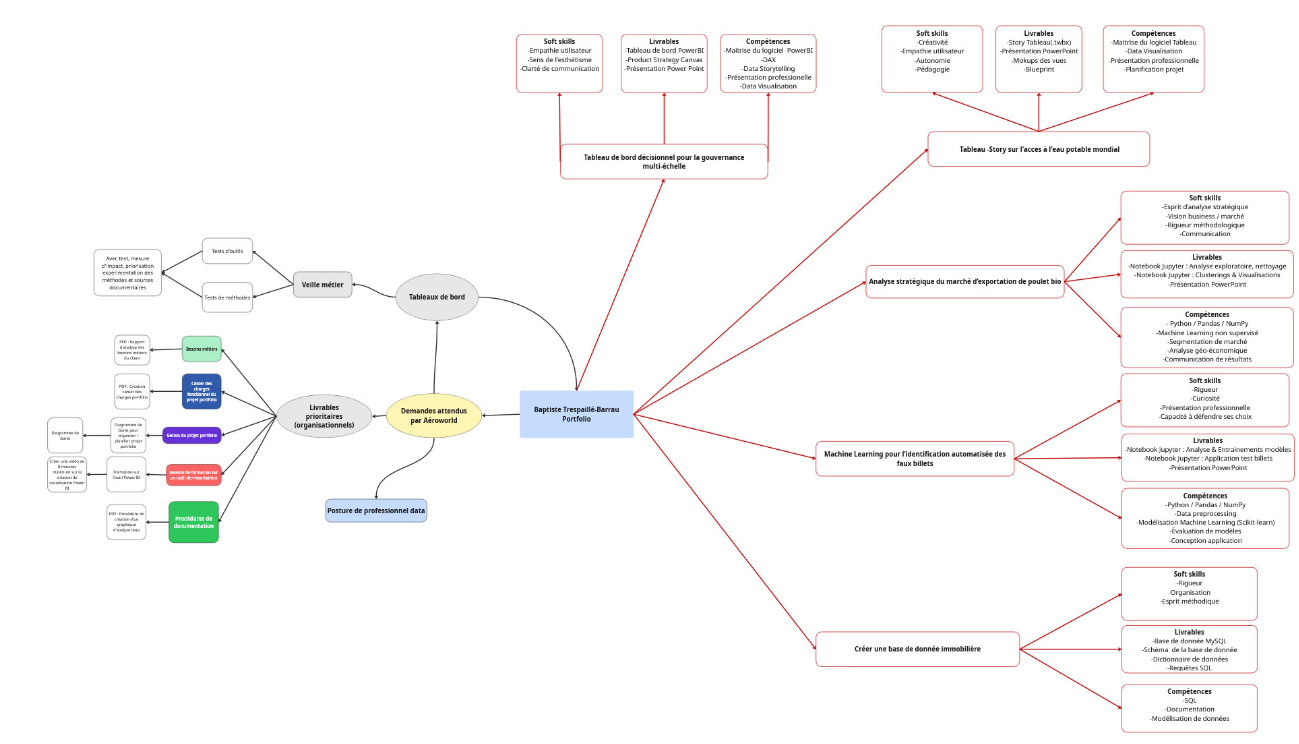 Soft skills
-Empathie utilisateur
-Sens de l'esthétisme
-Clarté de communication
Livrables
-Tableau de bord PowerBI
-Product Strategy Canvas
-Présentation Power Point
Compétences
-Maitrise du logiciel PowerBI
-DAX
-Data Storytelling
-Présentation professionelle
-Data Visualisation
Soft skills
-Créativité
-Empathie utilisateur
-Autonomie
-Pédagogie
Livrables
-Story Tableau(.twbx)
-Présentation PowerPoint
-Mokups des vues
-Blueprint
Compétences
-Maitrise du logiciel Tableau
-Data Visualisation
-Présentation professionnelle
-Planification projet
Tableau de bord décisionnel pour la gouvernance
multi-échelle
Tableau -Story sur l'acces à l'eau potable mondial
Soft skills
-Esprit d'analyse stratégique
-Vision business / marché
-Rigueur méthodologique
-Communication
Livrables
-Notebook Jupyter : Analyse exploratoire, nettoyage
-Notebook Jupyter : Clusterings & Visualisations
-Présentation PowerPoint
Compétences
- Python / Pandas / NumPy
-Machine Learning non supervisé
-Segmentation de marché
-Analyse géo-économique
-Communication de résultats
Analyse stratégique du marché d'exportation de poulet bio
Tests d'outils
Avec test, mesure
d'impact, priorisation
expérimentation des
méthodes et sources
documentaires
Tests de méthodes
Veille métier
Tableaux de bord
PDF : Rapport
d'analyse des
besoins métiers
du client
Besoins métiers
PDF : Création
cahier des
charges portfolio
Cahier des
charges
fonctionnel du
projet portfolio
Diagramme de
Gantt
Diagramme de
Gantt pour
organiser /
planifier projet
portfolio
Gestion du projet portfolio
Créer une vidéo de
8 minutes
minimum sur la
création de
visualisation Power
BI
Formation sur
l'outil Power BI
Session de formation sur
un outil de visualisation
PDF : Procédure de
création d'un
graphique
d'analyse data
Procédures de
documentation
Livrables
prioritaires
(organisationnels)
Demandes attendus
par Aéroworld
Baptiste Trespaillé-Barrau
Portfolio
Posture de professionnel data
Soft skills
-Rigueur
-Curiosité
-Présentation professionnelle
-Capacité à défendre ses choix
Livrables
-Notebook Jupyter : Analyse & Entrainements modèles
-Notebook Jupyter : Application test billets
-Présentation PowerPoint
Compétences
-Python / Pandas / NumPy
-Data preprocessing
-Modélisation Machine Learning (Scikit-learn)
-Évaluation de modèles
-Conception application
Machine Learning pour l'identification automatisée des
faux billets
Soft skills
-Rigueur
-Organisation
-Esprit méthodique
Livrables
-Base de donnée MySQL
-Schéma de la base de donnée
-Dictionnaire de données
-Requêtes SQL
Compétences
-SQL
-Documentation
-Modélisation de données
Créer une base de donnée immobilière